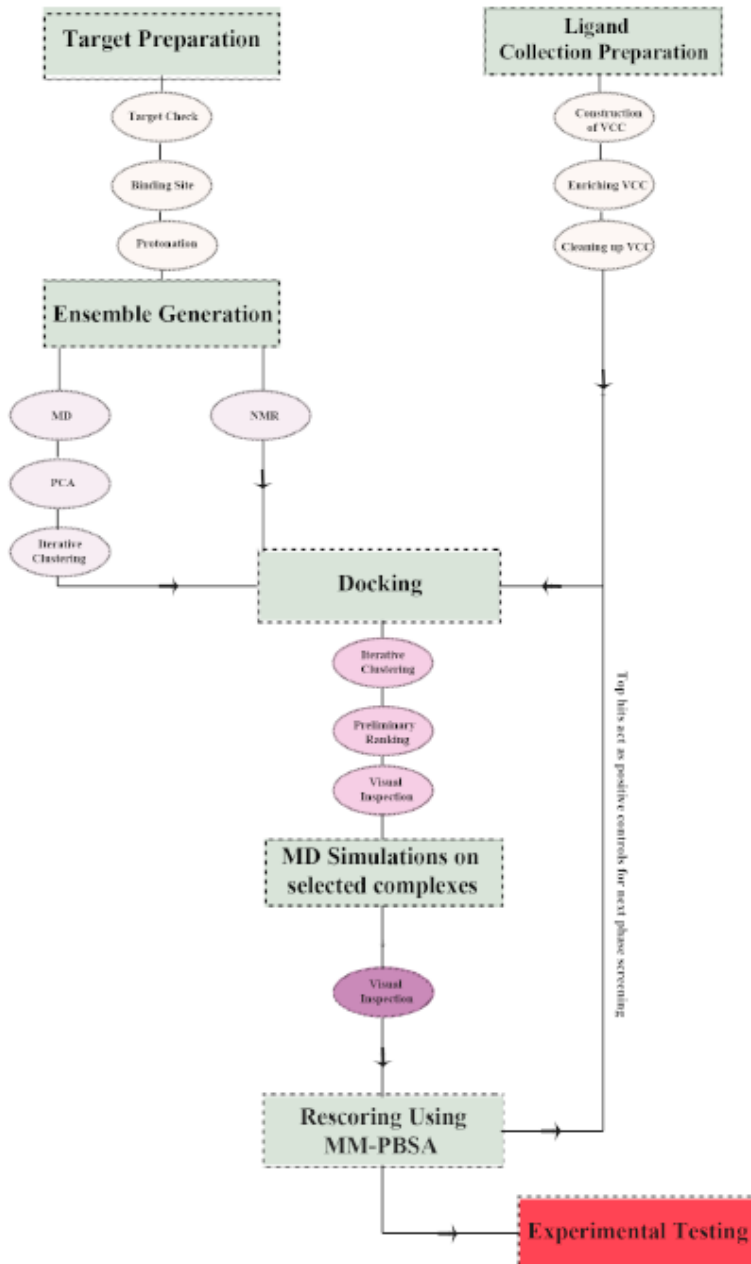 Target Preparation
Target Check
Binding Site
Protonation
Ligand
Collection Preparation
Construction
of VCC
Enriching VCC
Cleaning up VCC
Ensemble Generation
MD
NMR
PCA
Iterative
Clustering
Docking
Iterative
Clustering
Preliminary
Ranking
Visual
Inspection
MD Simulations on
selected complexes
Visual
Inspection
Top hits act as positive controls for next phase screening
Rescoring Using
MM-PBSA
Experimental Testing